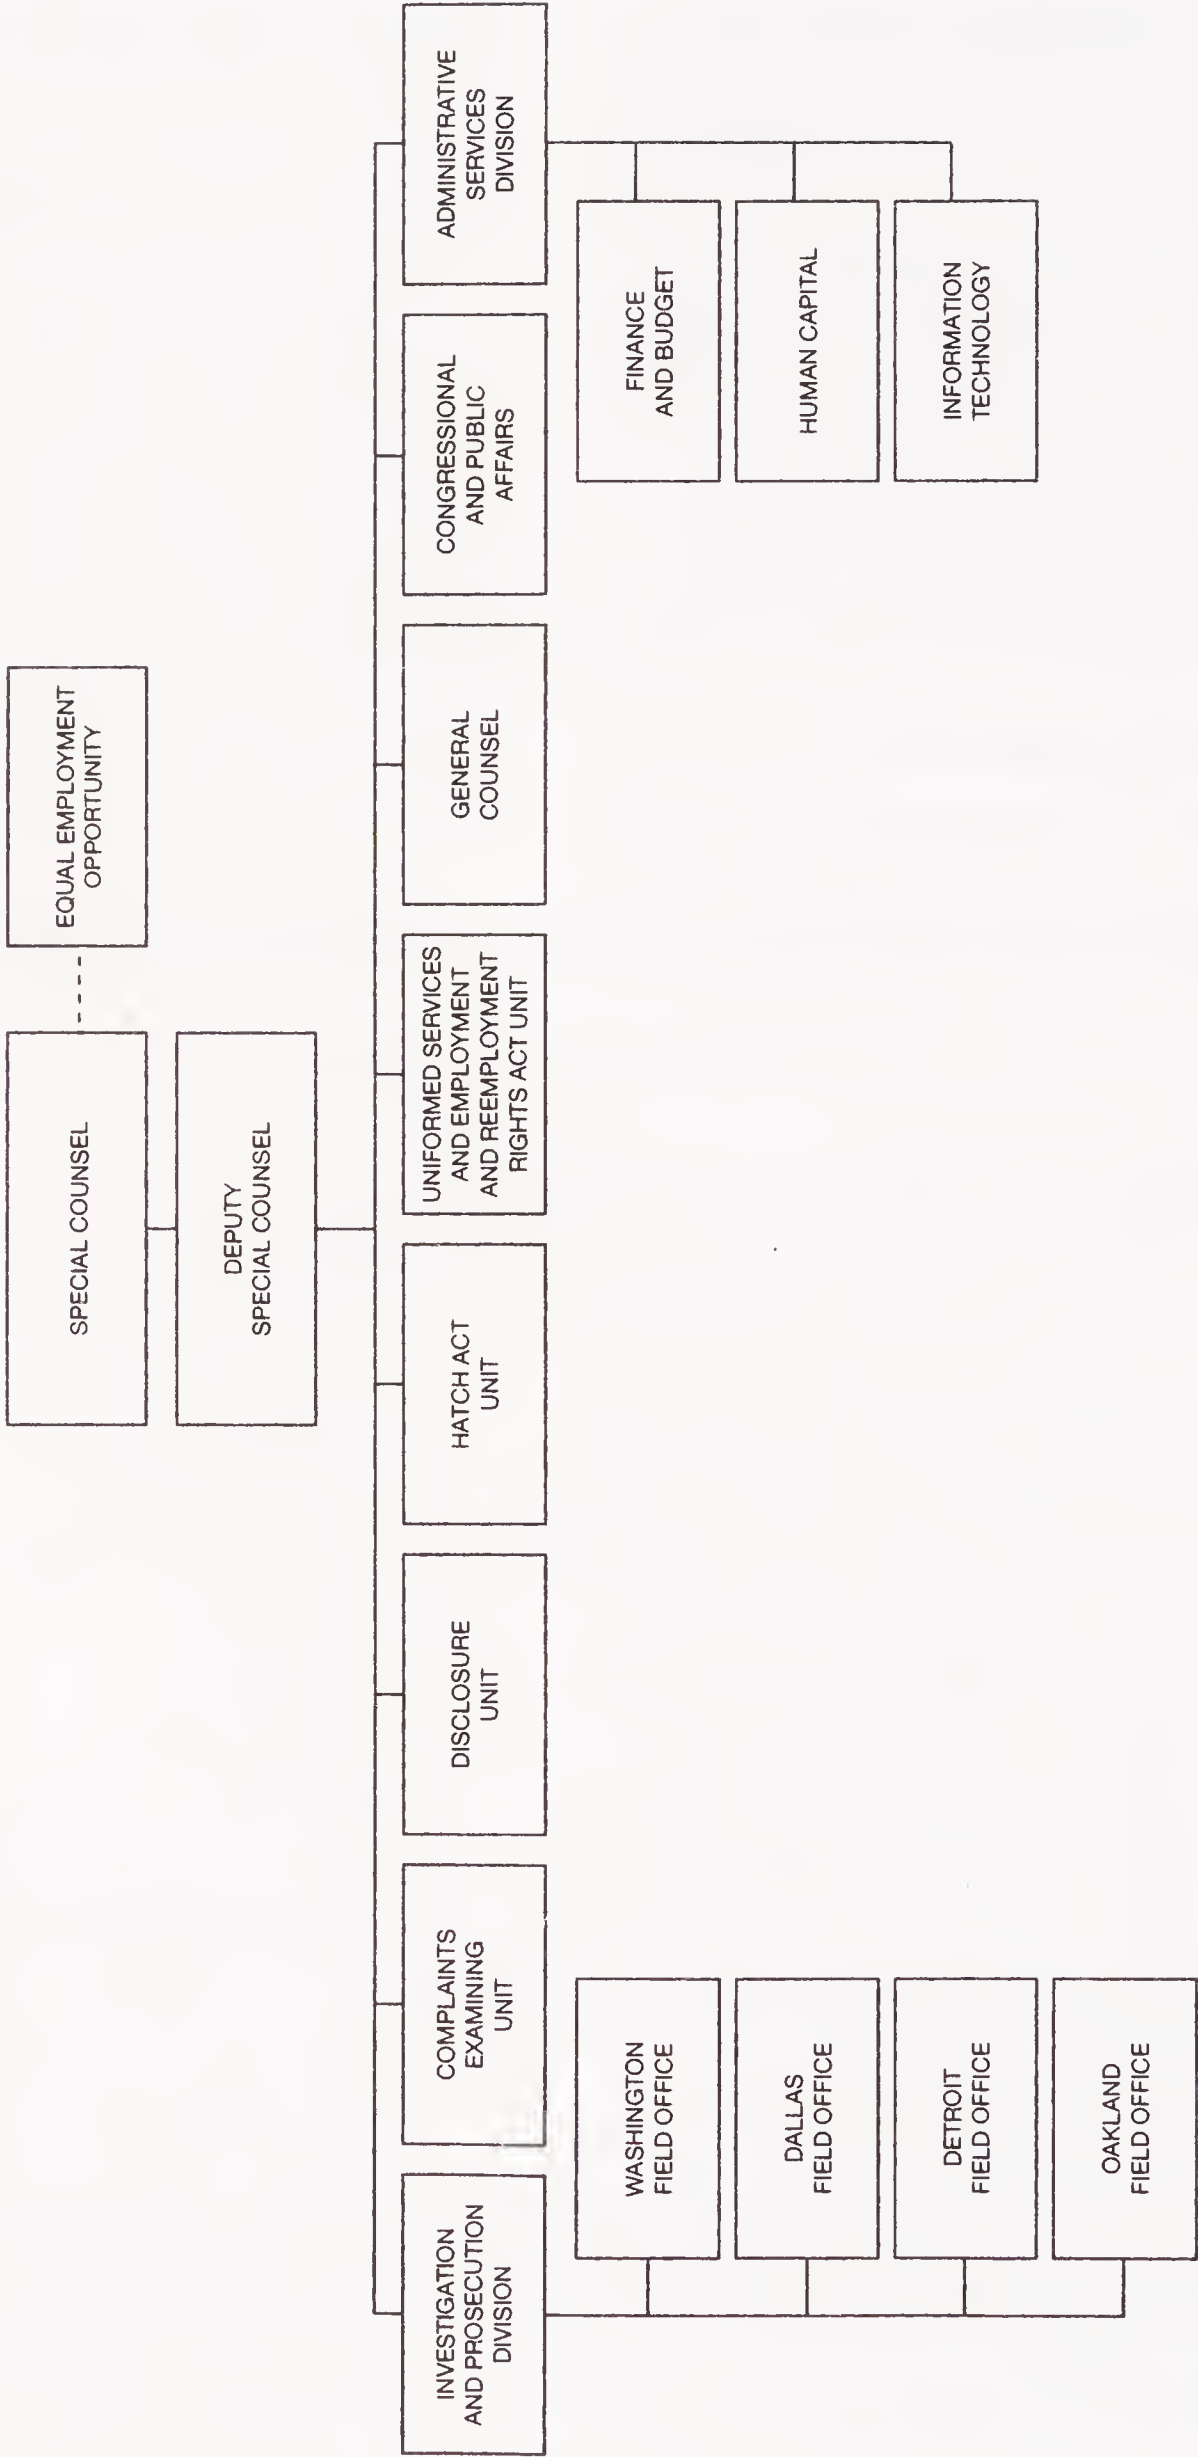 SPECIAL COUNSEL
EQUAL EMPLOYMENT
OPPORTUNITY
DEPUTY
SPECIAL COUNSEL
INVESTIGATION
AND PROSECUTION
DIVISION
COMPLAINTS
EXAMINING
UNIT
DISCLOSURE
UNIT
HATCH ACT
UNIT
UNIFORMED SERVICES
AND EMPLOYMENT
AND REEMPLOYMENT
RIGHTS ACT UNIT
GENERAL
COUNSEL
CONGRESSIONAL
AND PUBLIC
AFFAIRS
ADMINISTRATIVE
SERVICES
DIVISION
WASHINGTON
FIELD OFFICE
DALLAS
FIELD OFFICE
DETROIT
FIELD OFFICE
OAKLAND
FIELD OFFICE
FINANCE
AND BUDGET
HUMAN CAPITAL
INFORMATION
TECHNOLOGY